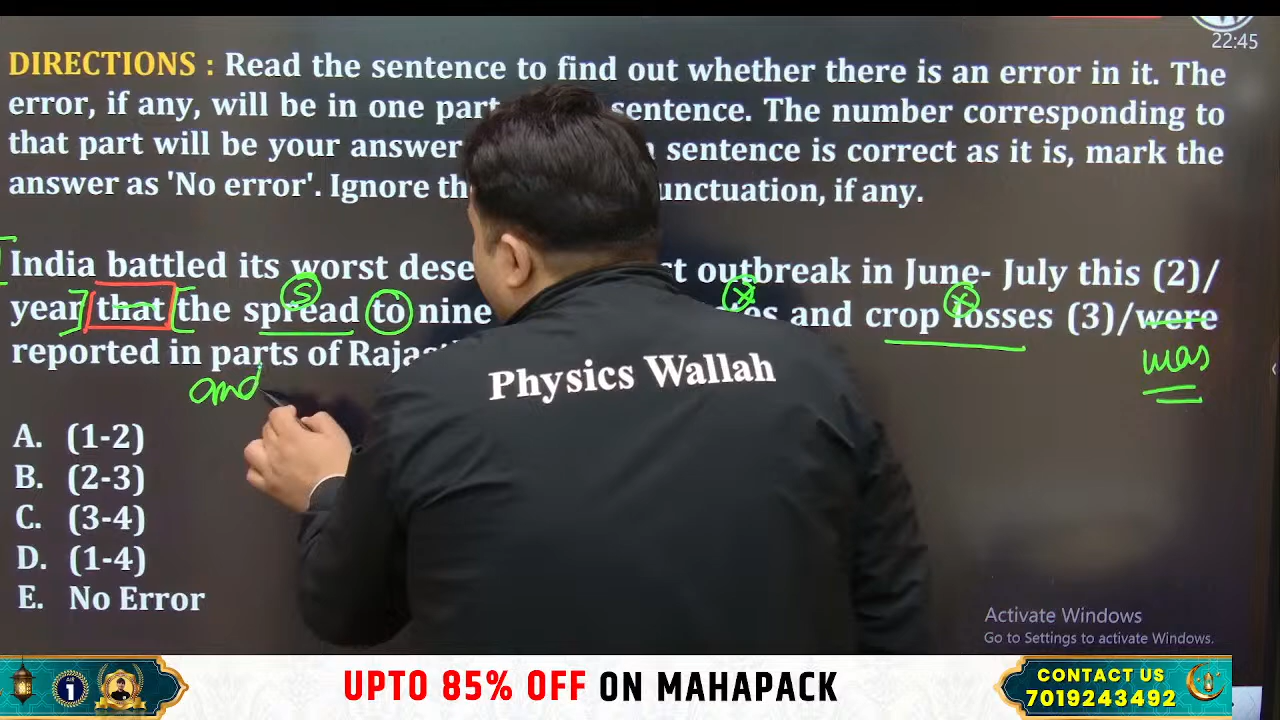 22:45
DIRECTIONS : Read the sentence to find out whether there is an error in it. The
error, if any, will be in one part sentence. The number corresponding to
that part will be your answer sentence is correct as it is, mark the
answer as 'No error'. Ignore the if any.
India battled its worst outbreak in June- July this (2)/
S
year that the spread to nine and crop losses (3)/were
reported in parts of
was
and
Physics Wallah
A. (1-2)
B. (2-3)
C. (3-4)
D. (1-4)
E. No Error
Activate Windows
Go to Settings to activate Windows.
1
UPTO 85% OFF ON MAHAPACK
CONTACT US
7019243492